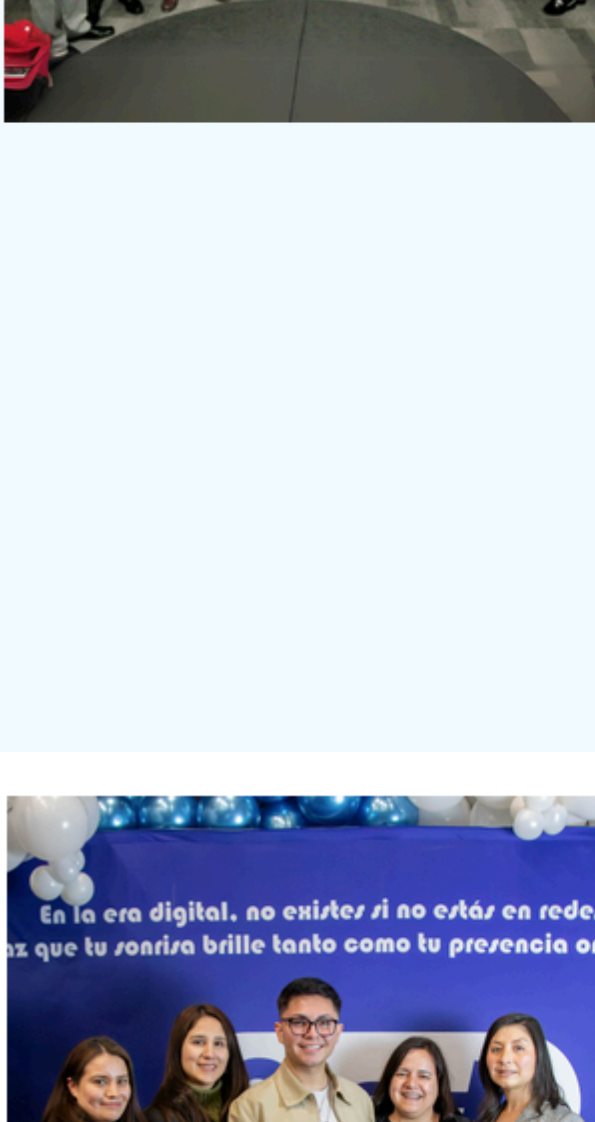 En la era digital, no existes si no estás en rede
az que tu sonrisa brille tanto como tu presencia o